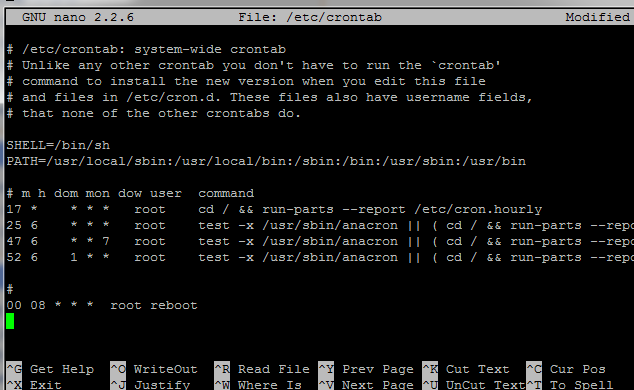 GNU nano 2.2.6 File: /etc/crontab Modified
# /etc/crontab: system-wide crontab
# Unlike any other crontab you don't have to run the `crontab'
# command to install the new version when you edit this file
# and files in /etc/cron.d. These files also have username fields,
# that none of the other crontabs do.
SHELL=/bin/sh
PATH=/usr/local/sbin:/usr/local/bin:/sbin:/bin:/usr/sbin:/usr/bin
# m h dom mon dow user  command
17 *    * * *   root    cd / && run-parts --report /etc/cron.hourly
25 6    * * *   root    test -x /usr/sbin/anacron || ( cd / && run-parts --repo
47 6    * * 7   root    test -x /usr/sbin/anacron || ( cd / && run-parts --repo
52 6    1 * *   root    test -x /usr/sbin/anacron || ( cd / && run-parts --repo
#
00 08 * * *  root reboot
^G Get Help ^O WriteOut ^R Read File ^Y Prev Page ^K Cut Text ^C Cur Pos
^X Exit ^J Justify ^W Where Is ^V Next Page ^U UnCut Text ^T To Spell